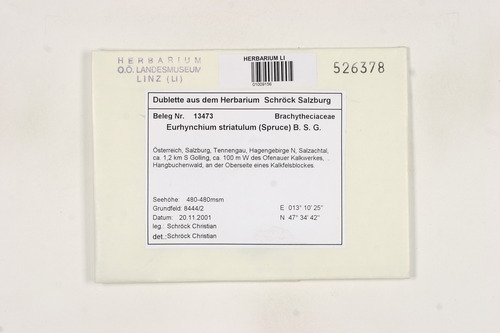 HERBARIUM
O.Ö. LANDESMUSEUM
LINZ (LI)
HERBARIUM LI
01009156
526378
Dublette aus dem Herbarium Schröck Salzburg
Beleg Nr. 13473 Brachytheciaceae
Eurhynchium striatulum (Spruce) B. S. G.
Österreich, Salzburg, Tennengau, Hagengebirge N, Salzachtal,
ca. 1,2 km S Golling, ca. 100 m W des Ofenauer Kalkwerkes,
Hangbuchenwald, an der Oberseite eines Kalkfelsblockes.
Seehöhe: 480-480msm E 013° 10' 25"
Grundfeld: 8444/2
Datum: 20.11.2001 N 47° 34' 42"
leg.: Schröck Christian
det.: Schröck Christian